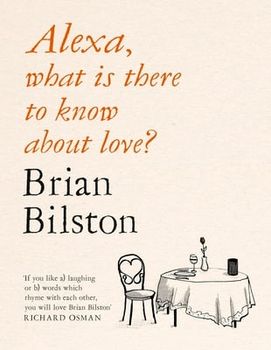 Alexa,
what is there
to know
about love?
Brian
Bilston
'If you like a) laughing
or b) words which
rhyme with each other,
you will love Brian Bilston'
RICHARD OSMAN